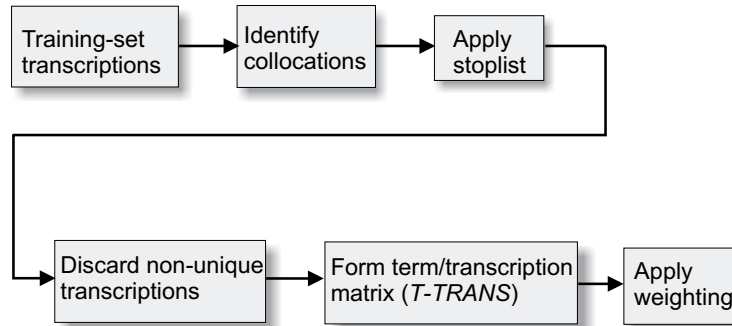 Training-set
transcriptions
Identify
collocations
Apply
stoplist
Discard non-unique
transcriptions
Form term/transcription
matrix (T-TRANS)
Apply
weighting